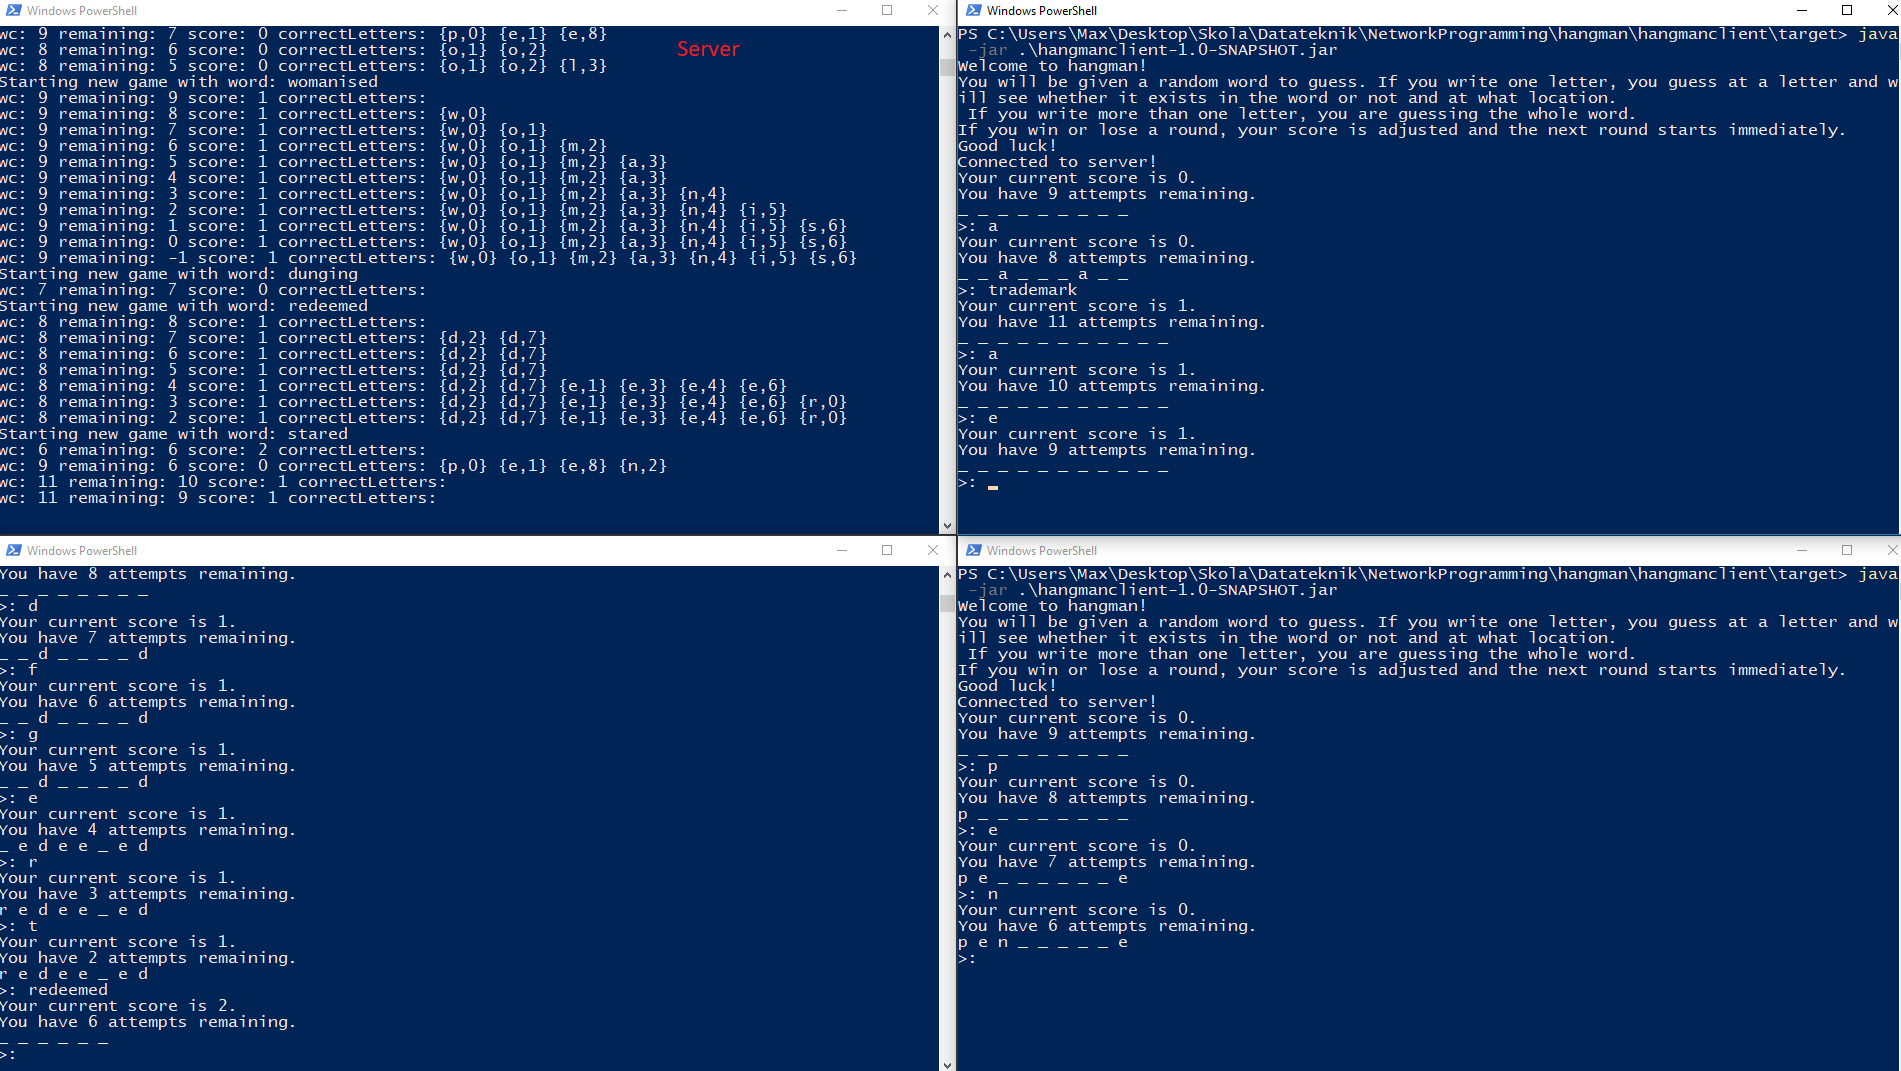 Windows PowerShell
wc: 9 remaining: 7 score: 0 correctLetters: {p,0} {e,1} {e,8}
Server
wc: 8 remaining: 6 score: 0 correctLetters: {o,1} {o,2}
wc: 8 remaining: 5 score: 0 correctLetters: {o,1} {o,2} {l,3}
Starting new game with word: womanised
wc: 9 remaining: 9 score: 1 correctLetters:
wc: 9 remaining: 8 score: 1 correctLetters: {w,0}
wc: 9 remaining: 7 score: 1 correctLetters: {w,0} {o,1}
wc: 9 remaining: 6 score: 1 correctLetters: {w,0} {o,1} {m,2}
wc: 9 remaining: 5 score: 1 correctLetters: {w,0} {o,1} {m,2} {a,3}
wc: 9 remaining: 4 score: 1 correctLetters: {w,0} {o,1} {m,2} {a,3}
wc: 9 remaining: 3 score: 1 correctLetters: {w,0} {o,1} {m,2} {a,3} {n,4}
wc: 9 remaining: 2 score: 1 correctLetters: {w,0} {o,1} {m,2} {a,3} {n,4} {i,5}
wc: 9 remaining: 1 score: 1 correctLetters: {w,0} {o,1} {m,2} {a,3} {n,4} {i,5} {s,6}
wc: 9 remaining: 0 score: 1 correctLetters: {w,0} {o,1} {m,2} {a,3} {n,4} {i,5} {s,6}
wc: 9 remaining: -1 score: 1 correctLetters: {w,0} {o,1} {m,2} {a,3} {n,4} {i,5} {s,6}
Starting new game with word: dunging
wc: 7 remaining: 7 score: 0 correctLetters:
Starting new game with word: redeemed
wc: 8 remaining: 8 score: 1 correctLetters:
wc: 8 remaining: 7 score: 1 correctLetters: {d,2} {d,7}
wc: 8 remaining: 6 score: 1 correctLetters: {d,2} {d,7}
wc: 8 remaining: 5 score: 1 correctLetters: {d,2} {d,7}
wc: 8 remaining: 4 score: 1 correctLetters: {d,2} {d,7} {e,1} {e,3} {e,4} {e,6}
wc: 8 remaining: 3 score: 1 correctLetters: {d,2} {d,7} {e,1} {e,3} {e,4} {e,6} {r,0}
wc: 8 remaining: 2 score: 1 correctLetters: {d,2} {d,7} {e,1} {e,3} {e,4} {e,6} {r,0}
Starting new game with word: stared
wc: 6 remaining: 6 score: 2 correctLetters:
wc: 9 remaining: 6 score: 0 correctLetters: {p,0} {e,1} {e,8} {n,2}
wc: 11 remaining: 10 score: 1 correctLetters:
wc: 11 remaining: 9 score: 1 correctLetters:
Windows PowerShell
PS C:\Users\Max\Desktop\Skola\Datateknik\NetworkProgramming\hangman\hangmanclient\target> java
-jar .\hangmanclient-1.0-SNAPSHOT.jar
Welcome to hangman!
You will be given a random word to guess. If you write one letter, you guess at a letter and w
ill see whether it exists in the word or not and at what location.
If you write more than one letter, you are guessing the whole word.
If you win or lose a round, your score is adjusted and the next round starts immediately.
Good luck!
Connected to server!
Your current score is 0.
You have 9 attempts remaining.
_ _ _ _ _ _ _ _ _
>: a
Your current score is 0.
You have 8 attempts remaining.
_ _ a _ _ _ a _ _
>: trademark
Your current score is 1.
You have 11 attempts remaining.
_ _ _ _ _ _ _ _ _ _ _
>: a
Your current score is 1.
You have 10 attempts remaining.
_ _ _ _ _ _ _ _ _ _ _
>: e
Your current score is 1.
You have 9 attempts remaining.
_ _ _ _ _ _ _ _ _ _ _
>:
Windows PowerShell
You have 8 attempts remaining.
_ _ _ _ _ _ _ _
>: d
Your current score is 1.
You have 7 attempts remaining.
_ _ d _ _ _ _ d
>: f
Your current score is 1.
You have 6 attempts remaining.
_ _ d _ _ _ _ d
>: g
Your current score is 1.
You have 5 attempts remaining.
_ _ d _ _ _ _ d
>: e
Your current score is 1.
You have 4 attempts remaining.
_ e d e e _ e d
>: r
Your current score is 1.
You have 3 attempts remaining.
r e d e e _ e d
>: t
Your current score is 1.
You have 2 attempts remaining.
r e d e e _ e d
>: redeemed
Your current score is 2.
You have 6 attempts remaining.
_ _ _ _ _ _
>:
Windows PowerShell
PS C:\Users\Max\Desktop\Skola\Datateknik\NetworkProgramming\hangman\hangmanclient\target> java
-jar .\hangmanclient-1.0-SNAPSHOT.jar
Welcome to hangman!
You will be given a random word to guess. If you write one letter, you guess at a letter and w
ill see whether it exists in the word or not and at what location.
If you write more than one letter, you are guessing the whole word.
If you win or lose a round, your score is adjusted and the next round starts immediately.
Good luck!
Connected to server!
Your current score is 0.
You have 9 attempts remaining.
_ _ _ _ _ _ _ _ _
>: p
Your current score is 0.
You have 8 attempts remaining.
p _ _ _ _ _ _ _ _
>: e
Your current score is 0.
You have 7 attempts remaining.
p e _ _ _ _ _ _ e
>: n
Your current score is 0.
You have 6 attempts remaining.
p e n _ _ _ _ _ e
>: